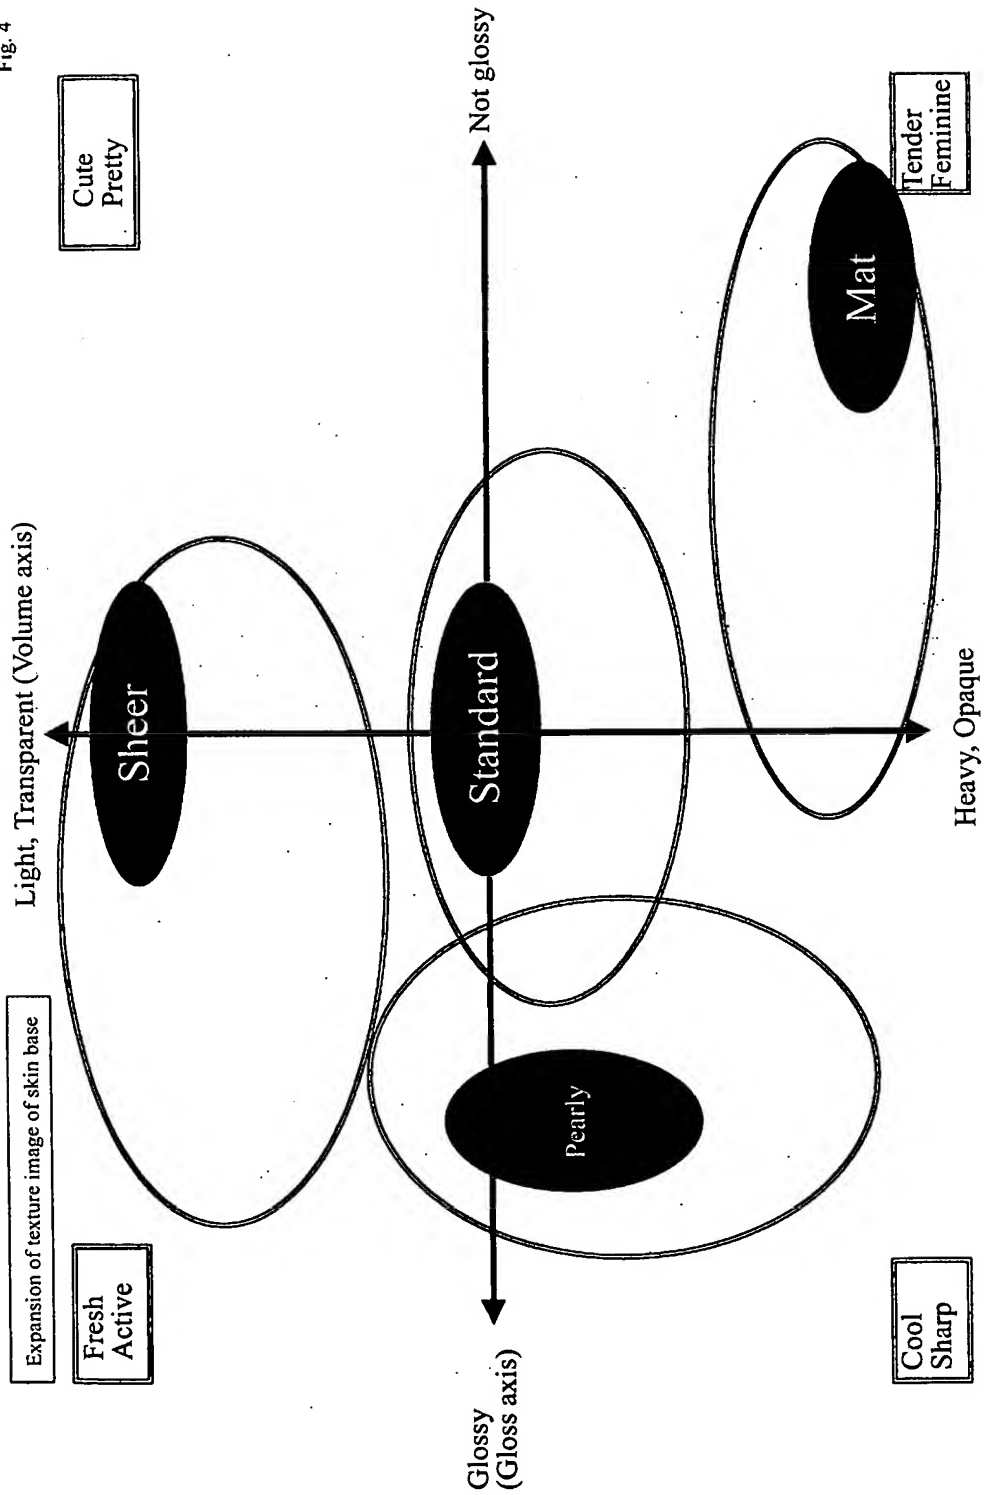 Fig. 4
Expansion of texture image of skin base
Light, Transparent (Volume axis)
Fresh
Active
Cute
Pretty
Sheer
Glossy
(Gloss axis)
Standard
Not glossy
Pearly
Mat
Cool
Sharp
Heavy, Opaque
Tender
Feminine